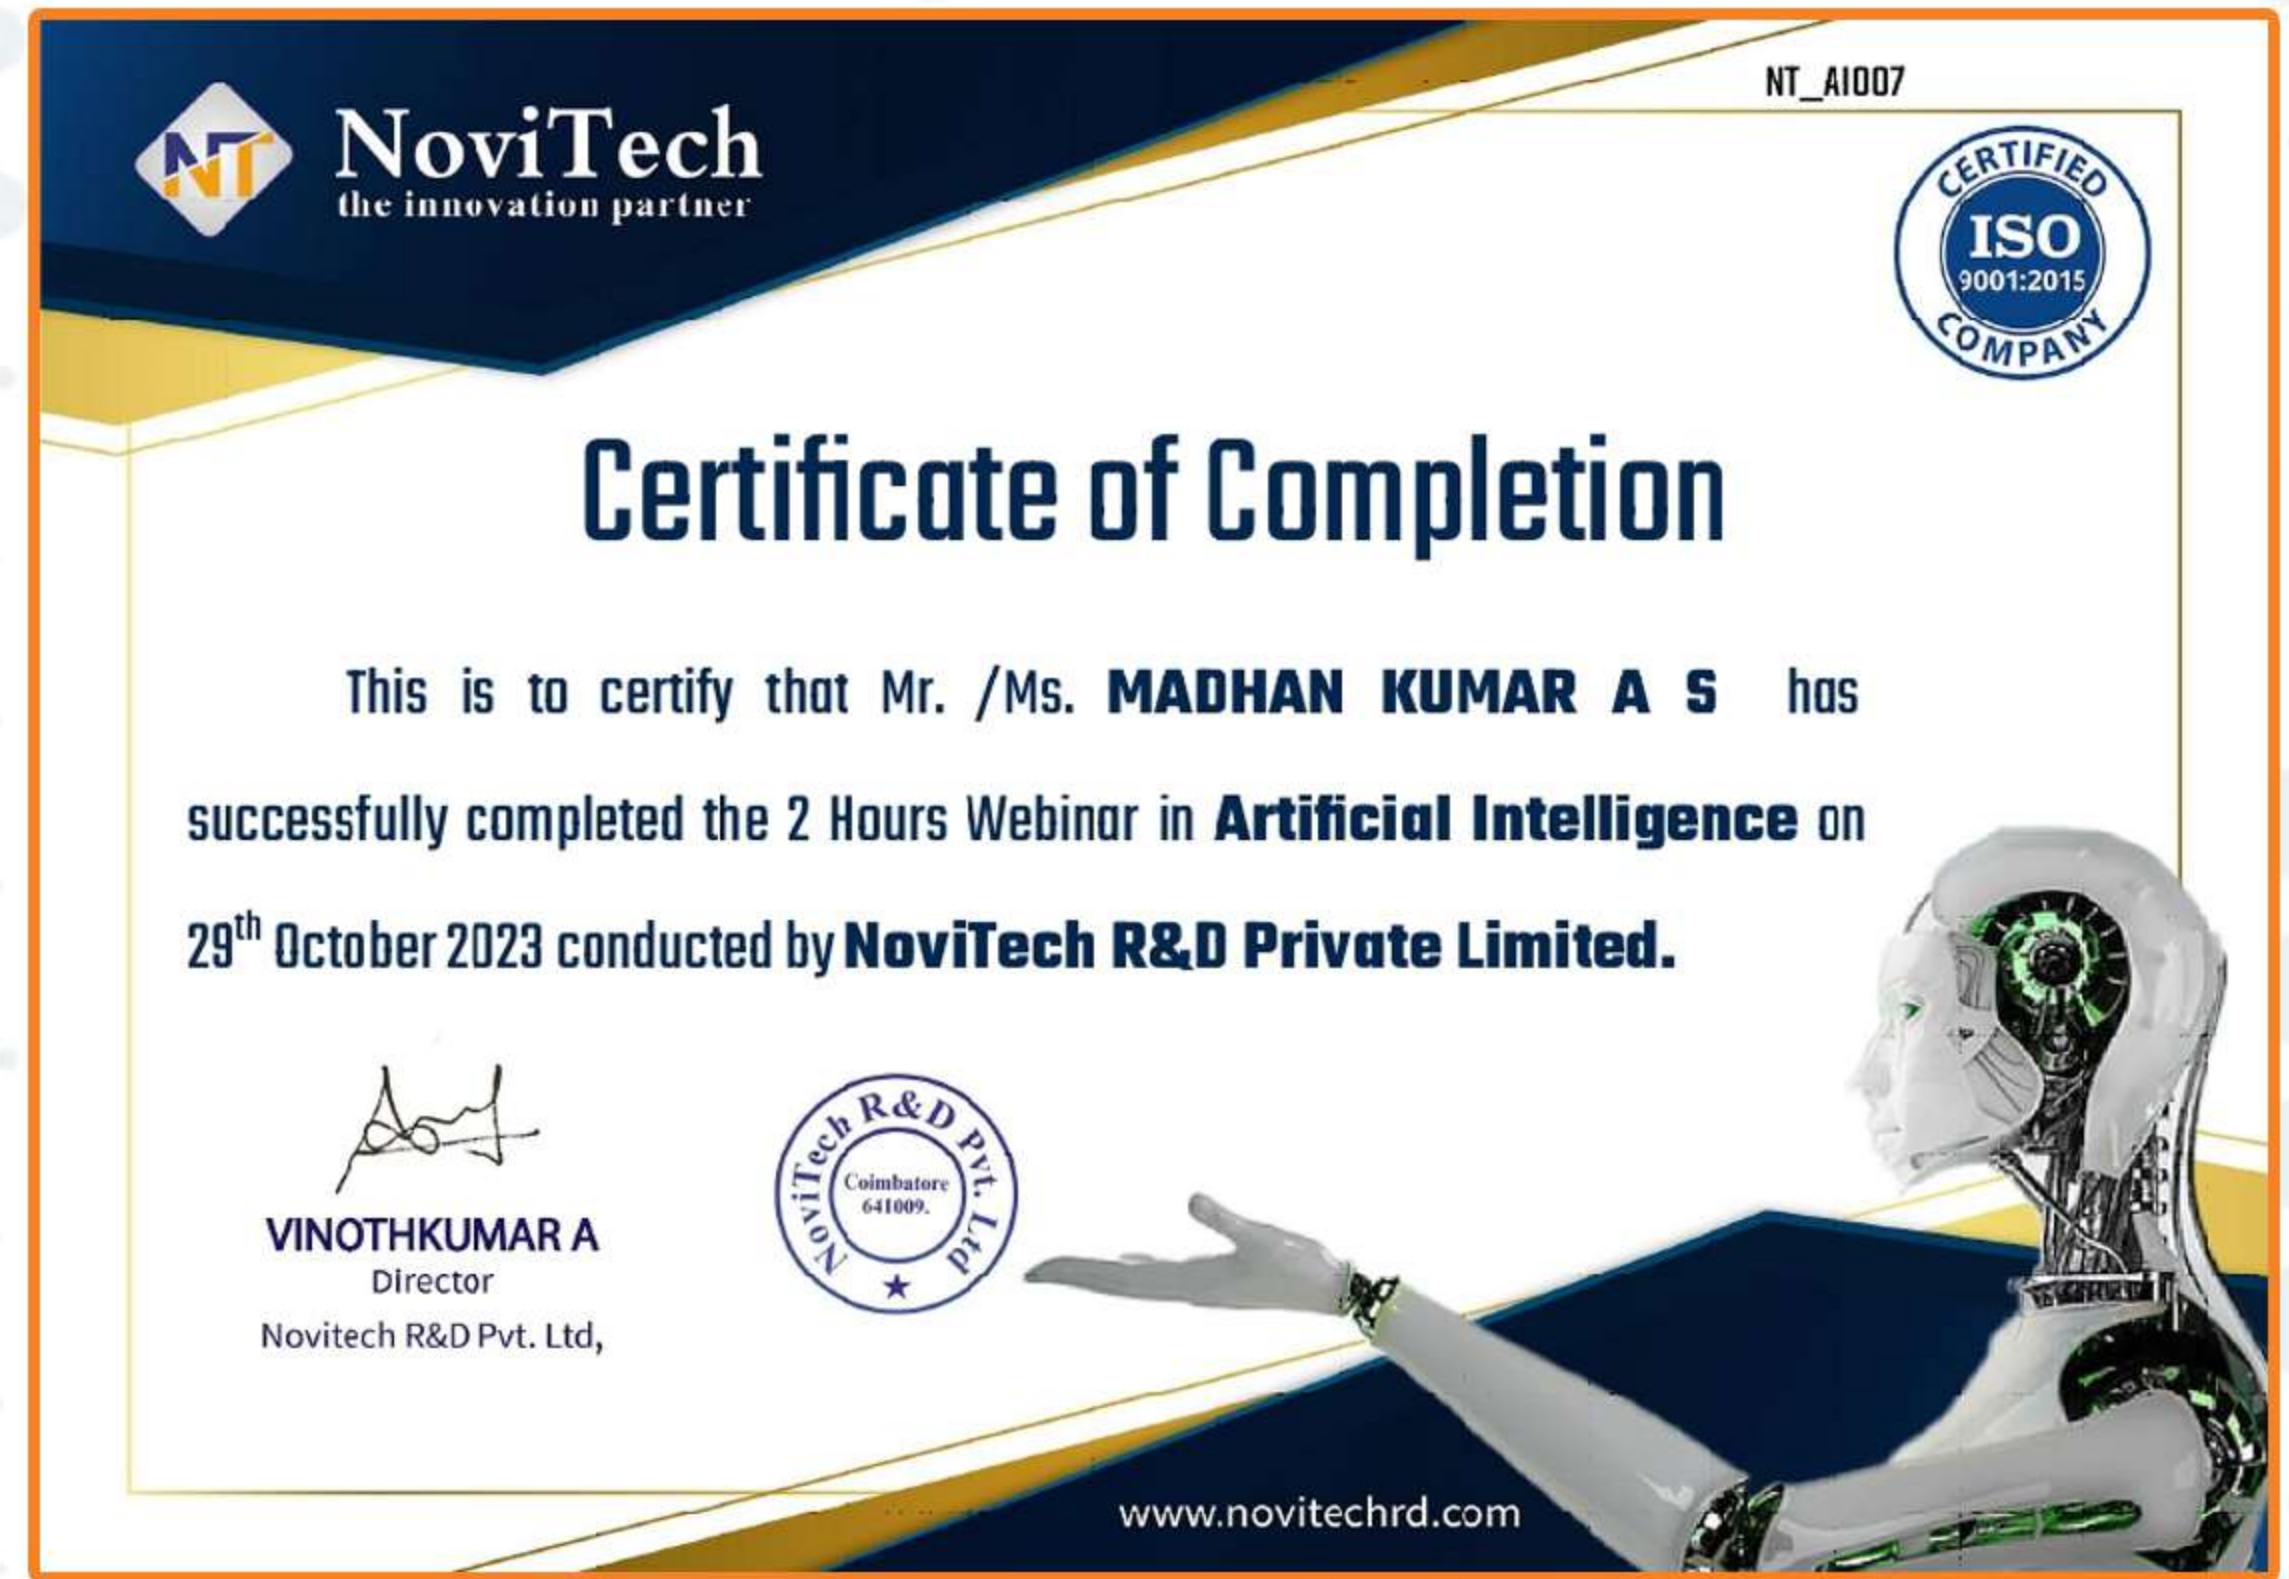 NT_AI007
NT
NoviTech
the innovation partner
CERTIFIED
ISO
9001:2015
COMPANY
Certificate of Completion
This is to certify that Mr. /Ms. MADHAN KUMAR A S has
successfully completed the 2 Hours Webinar in Artificial Intelligence on
29th October 2023 conducted by NoviTech R&D Private Limited.
NoviTech R&D Pvt. Ltd
Coimbatore
641009.
VINOTHKUMAR A
Director
Novitech R&D Pvt. Ltd,
www.novitechrd.com